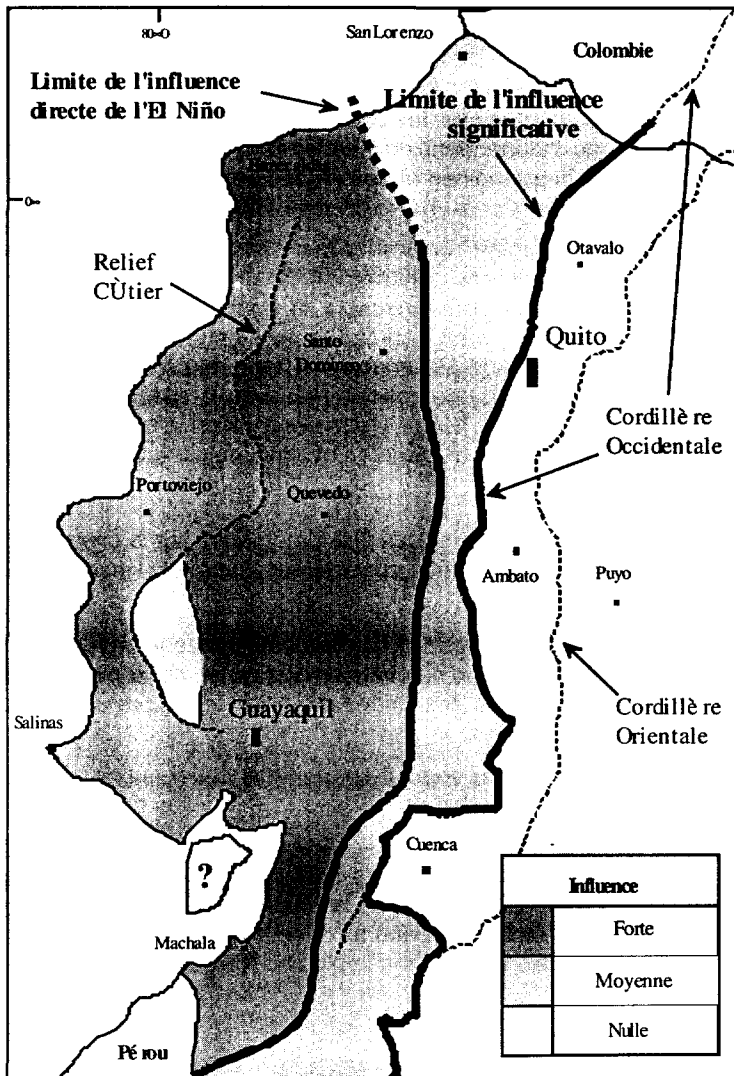 80=0
San Lorenzo
Colombie
Limite de l'influence
directe de l'El Niño
Limite de l'influence
significative
0=
Otavalo
Relief
CÙtier
Santo
Domingo
Quito
Cordillè re
Occidentale
Portoviejo
Quevedo
Ambato
Puyo
Guayaquil
Salinas
Cordillè re
Orientale
Cuenca
?
Machala
Pé rou
Influence
Forte
Moyenne
Nulle